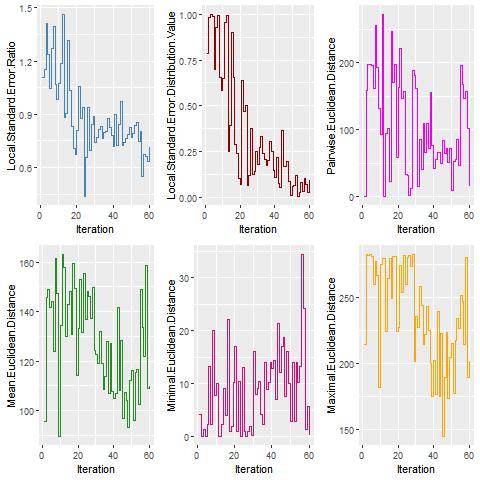 Local.Standard.Error.Ratio
1.5
1.2
0.9
0.6
0 20 40 60
Iteration
Local.Standard.Error.Distribution.Value
1.00
0.75
0.50
0.25
0.00
0 20 40 60
Iteration
Pairwise.Euclidean.Distance
200
100
0
0 20 40 60
Iteration
Mean.Euclidean.Distance
160
140
120
100
0 20 40 60
Iteration
Minimal.Euclidean.Distance
30
20
10
0
0 20 40 60
Iteration
Maximal.Euclidean.Distance
250
200
150
0 20 40 60
Iteration